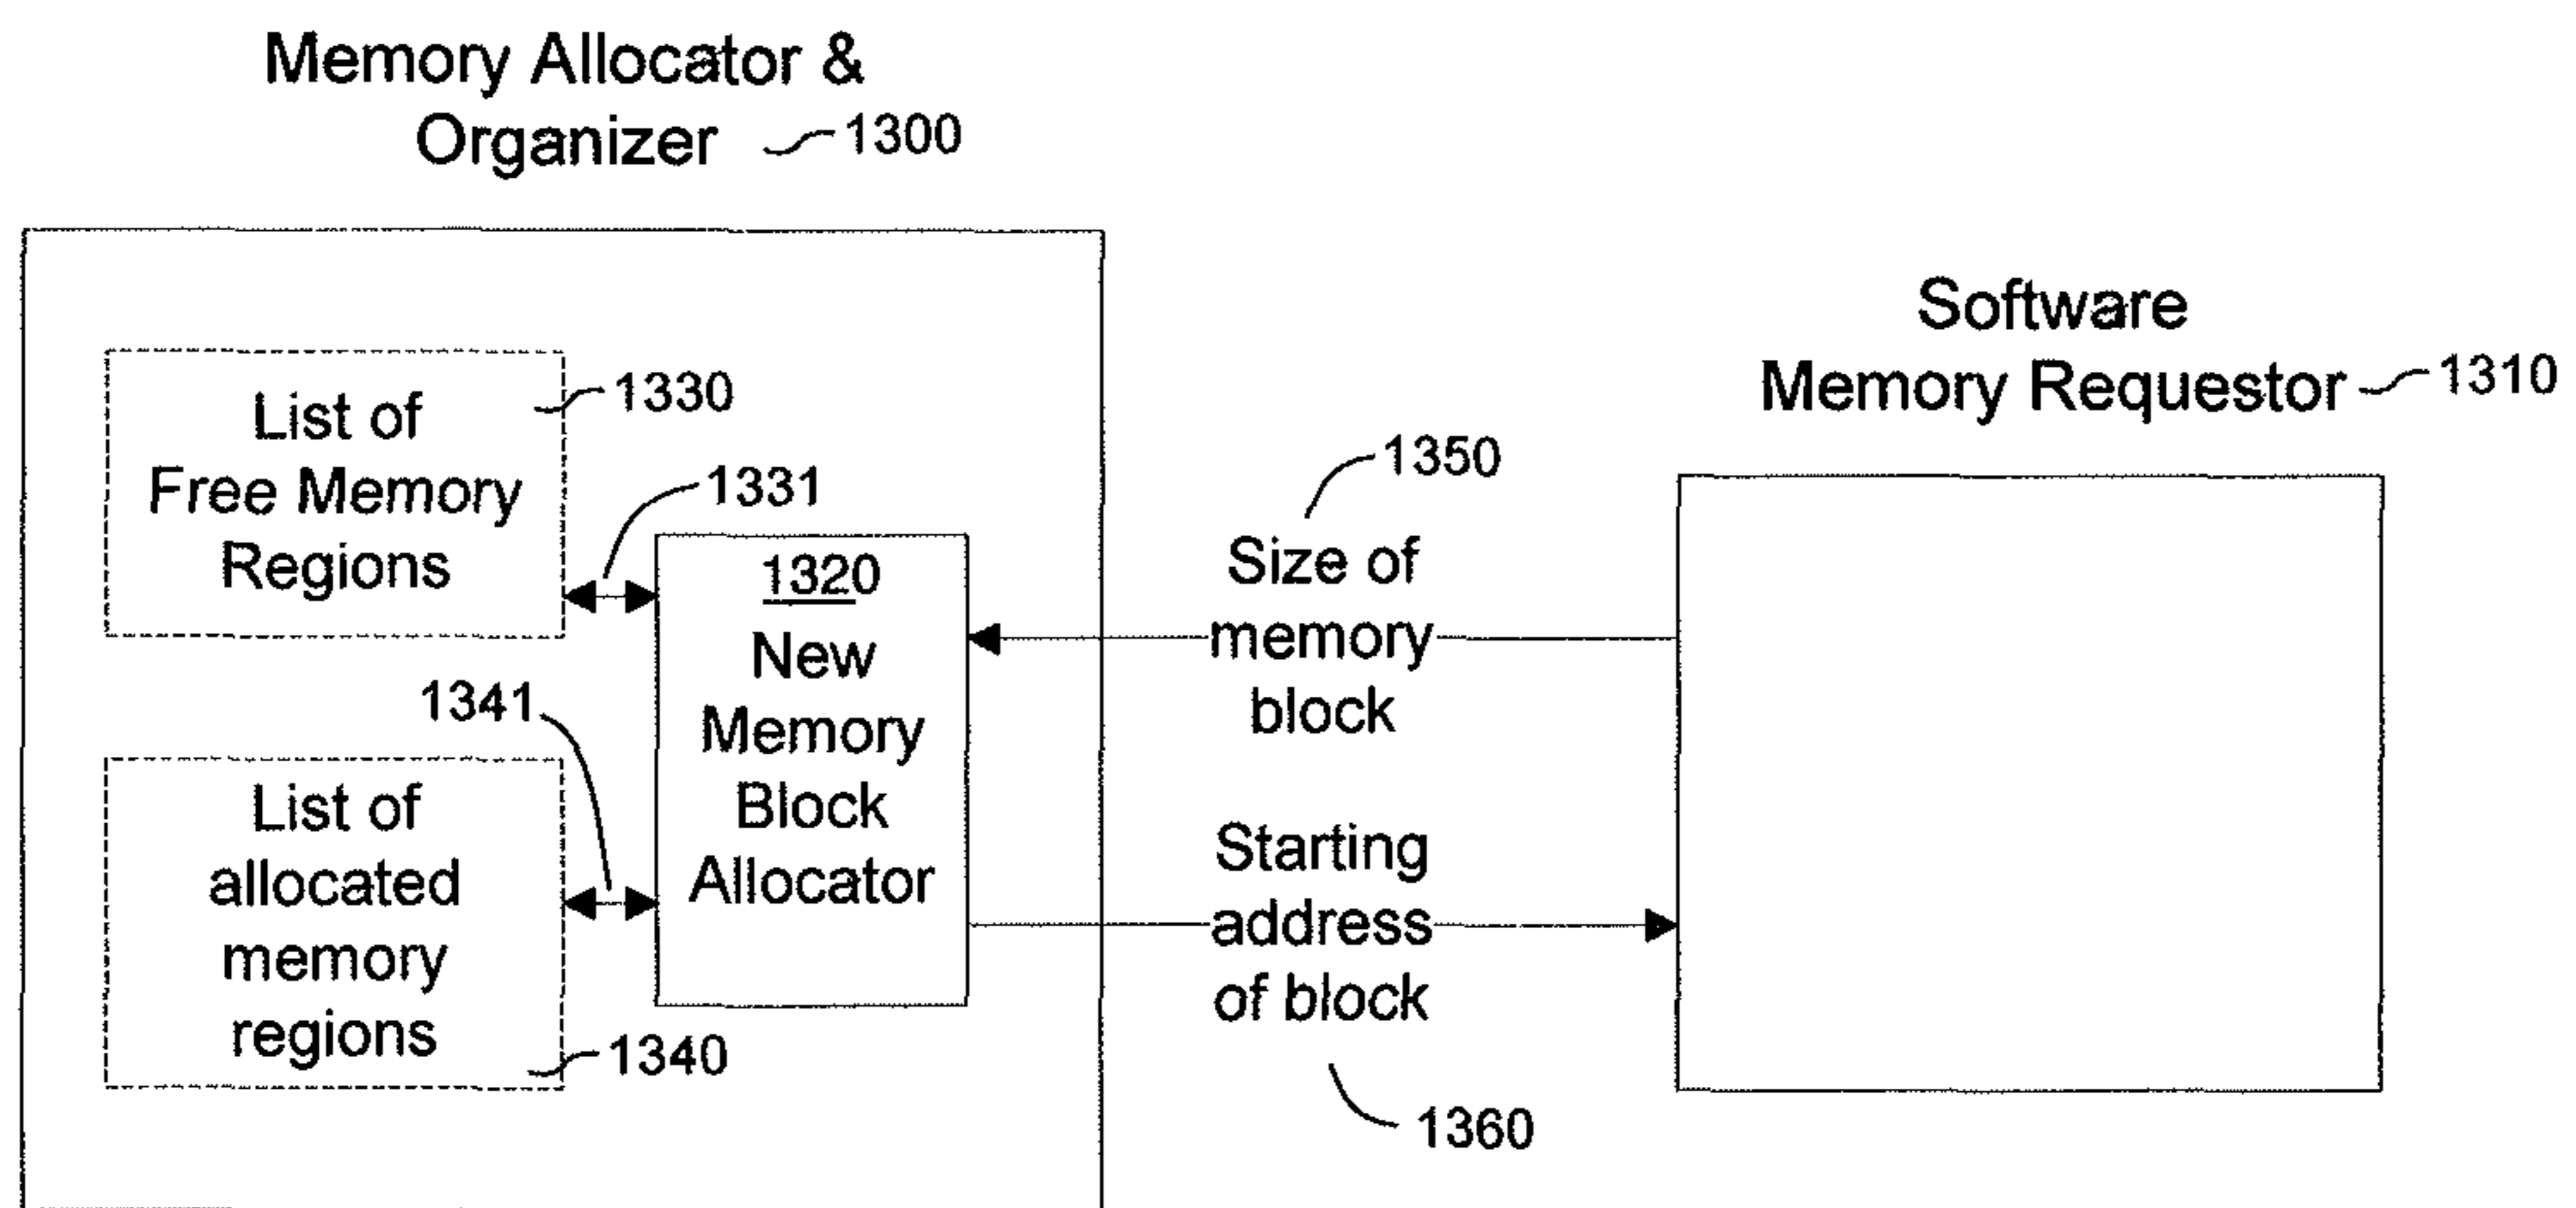 Memory Allocator &
Organizer 1300
List of
Free Memory
Regions
1330
1331
1341
List of
allocated
memory
regions
1340
1320
New
Memory
Block
Allocator
1350
Size of
memory
block
Starting
address
of block
1360
Software
Memory Requestor 1310